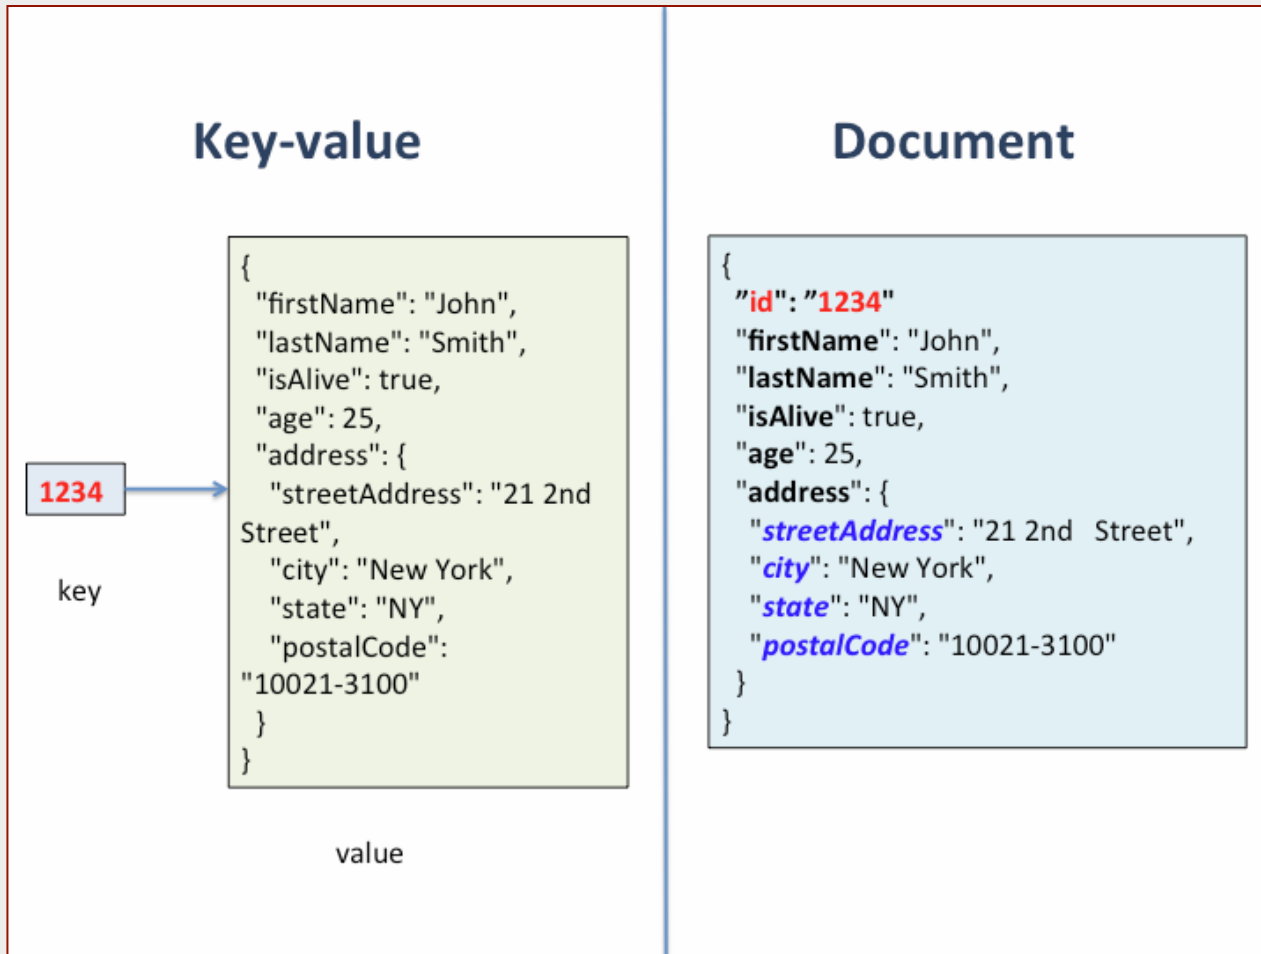 Key-value
{
"firstName": "John",
"lastName": "Smith",
"isAlive": true,
"age": 25,
"address": {
"streetAddress": "21 2nd
Street",
"city": "New York",
"state": "NY",
"postalCode":
"10021-3100"
}
}
1234
key
value
Document
{
”id": ”1234"
"firstName": "John",
"lastName": "Smith",
"isAlive": true,
"age": 25,
"address": {
"streetAddress": "21 2nd   Street",
"city": "New York",
"state": "NY",
"postalCode": "10021-3100"
}
}